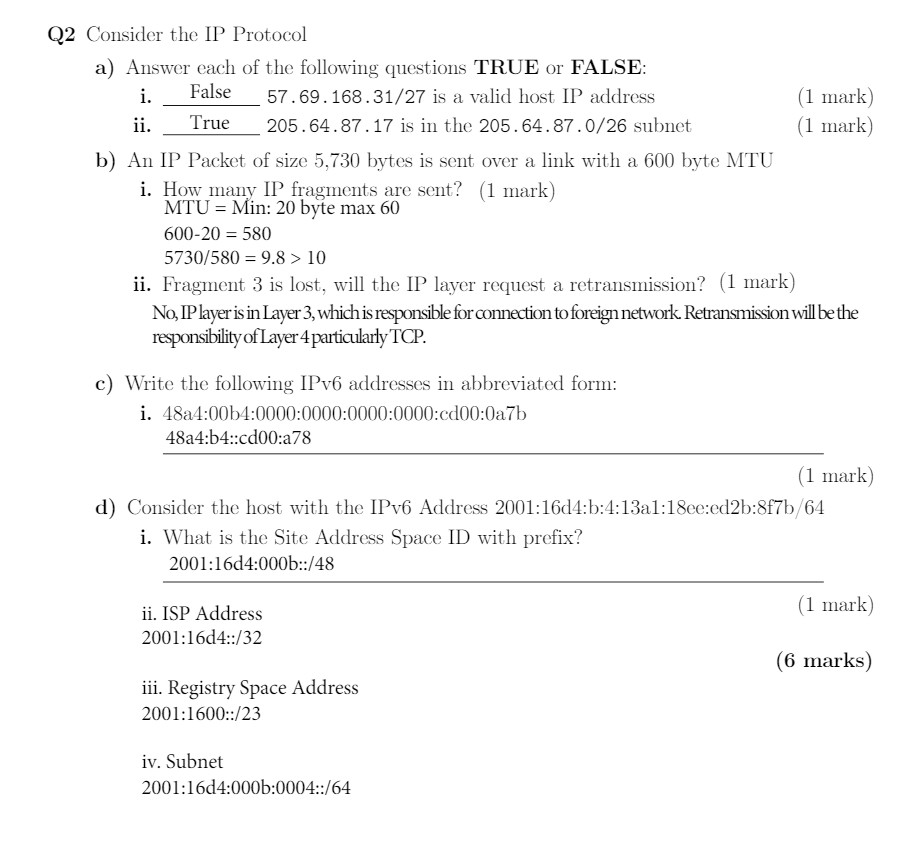 Q2 Consider the IP Protocol
a) Answer each of the following questions TRUE or FALSE:
i. False 57.69.168.31/27 is a valid host IP address (1 mark)
ii. True 205.64.87.17 is in the 205.64.87.0/26 subnet (1 mark)
b) An IP Packet of size 5,730 bytes is sent over a link with a 600 byte MTU
i. How many IP fragments are sent? (1 mark)
MTU = Min: 20 byte max 60
600-20 = 580
5730/580 = 9.8 > 10
ii. Fragment 3 is lost, will the IP layer request a retransmission? (1 mark)
No, IP layer is in Layer 3, which is responsible for connection to foreign network. Retransmission will be the
responsibility of Layer 4 particularly TCP.
c) Write the following IPv6 addresses in abbreviated form:
i. 48a4:00b4:0000:0000:0000:0000:cd00:0a7b
48a4:b4::cd00:a78
(1 mark)
d) Consider the host with the IPv6 Address 2001:16d4:b:4:13a1:18ee:ed2b:8f7b/64
i. What is the Site Address Space ID with prefix?
2001:16d4:000b::/48
(1 mark)
ii. ISP Address
2001:16d4::/32
(6 marks)
iii. Registry Space Address
2001:1600::/23
iv. Subnet
2001:16d4:000b:0004::/64